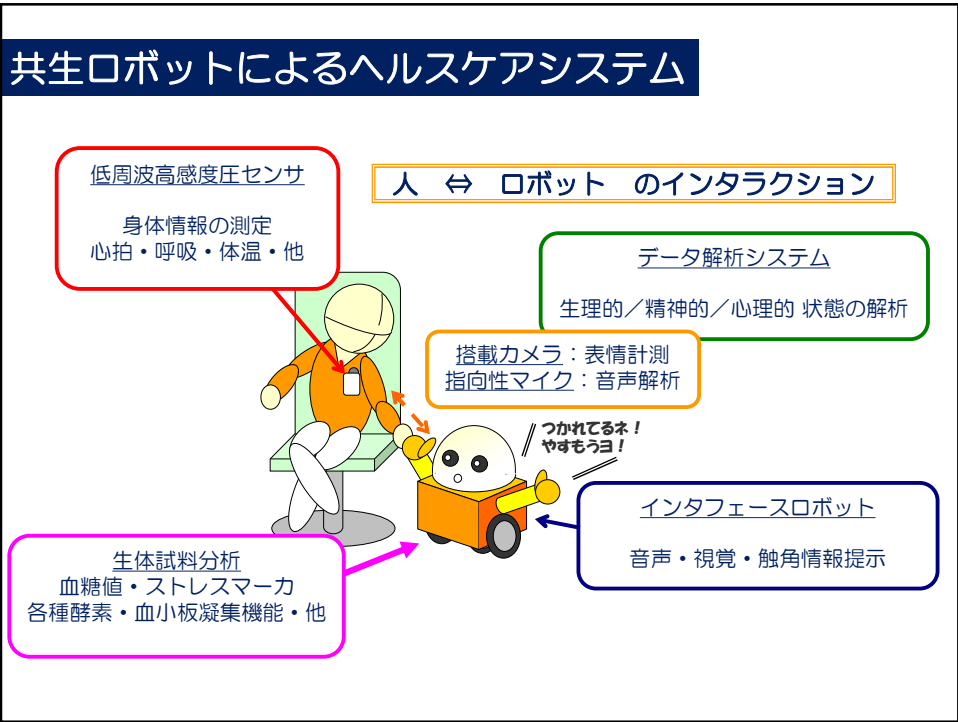 共生ロボットによるヘルスケアシステム
低周波高感度圧センサ
身体情報の測定
心拍・呼吸・体温・他
人 ⇔ ロボット のインタラクション
データ解析システム
生理的／精神的／心理的 状態の解析
搭載カメラ：表情計測
指向性マイク：音声解析
つかれてるネ！
やすもうヨ！
インタフェースロボット
音声・視覚・触角情報提示
生体試料分析
血糖値・ストレスマーカ
各種酵素・血小板凝集機能・他